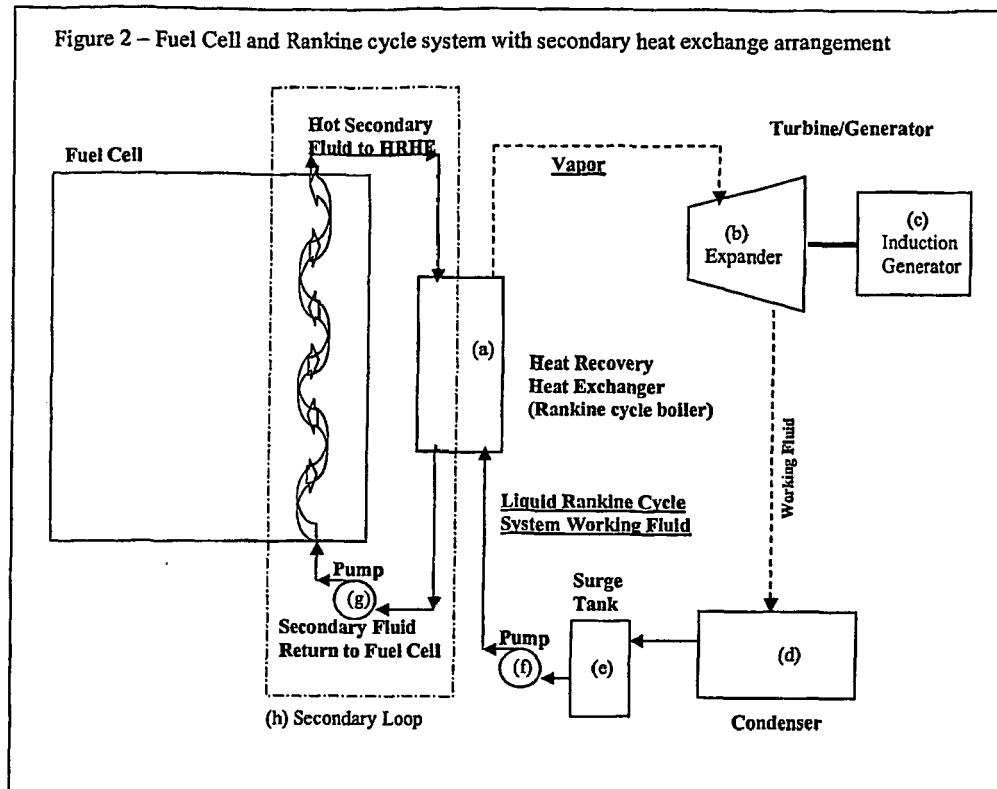 Figure 2 – Fuel Cell and Rankine cycle system with secondary heat exchange arrangement
Hot Secondary
Fluid to HRHE
Fuel Cell
Turbine/Generator
Vapor
(b)
Expander
(c)
Induction
Generator
(a)
Heat Recovery
Heat Exchanger
(Rankine cycle boiler)
Working Fluid
Liquid Rankine Cycle
System Working Fluid
Pump
(g)
Secondary Fluid
Return to Fuel Cell
Surge
Tank
Pump
(f)
(e)
(d)
Condenser
(h) Secondary Loop